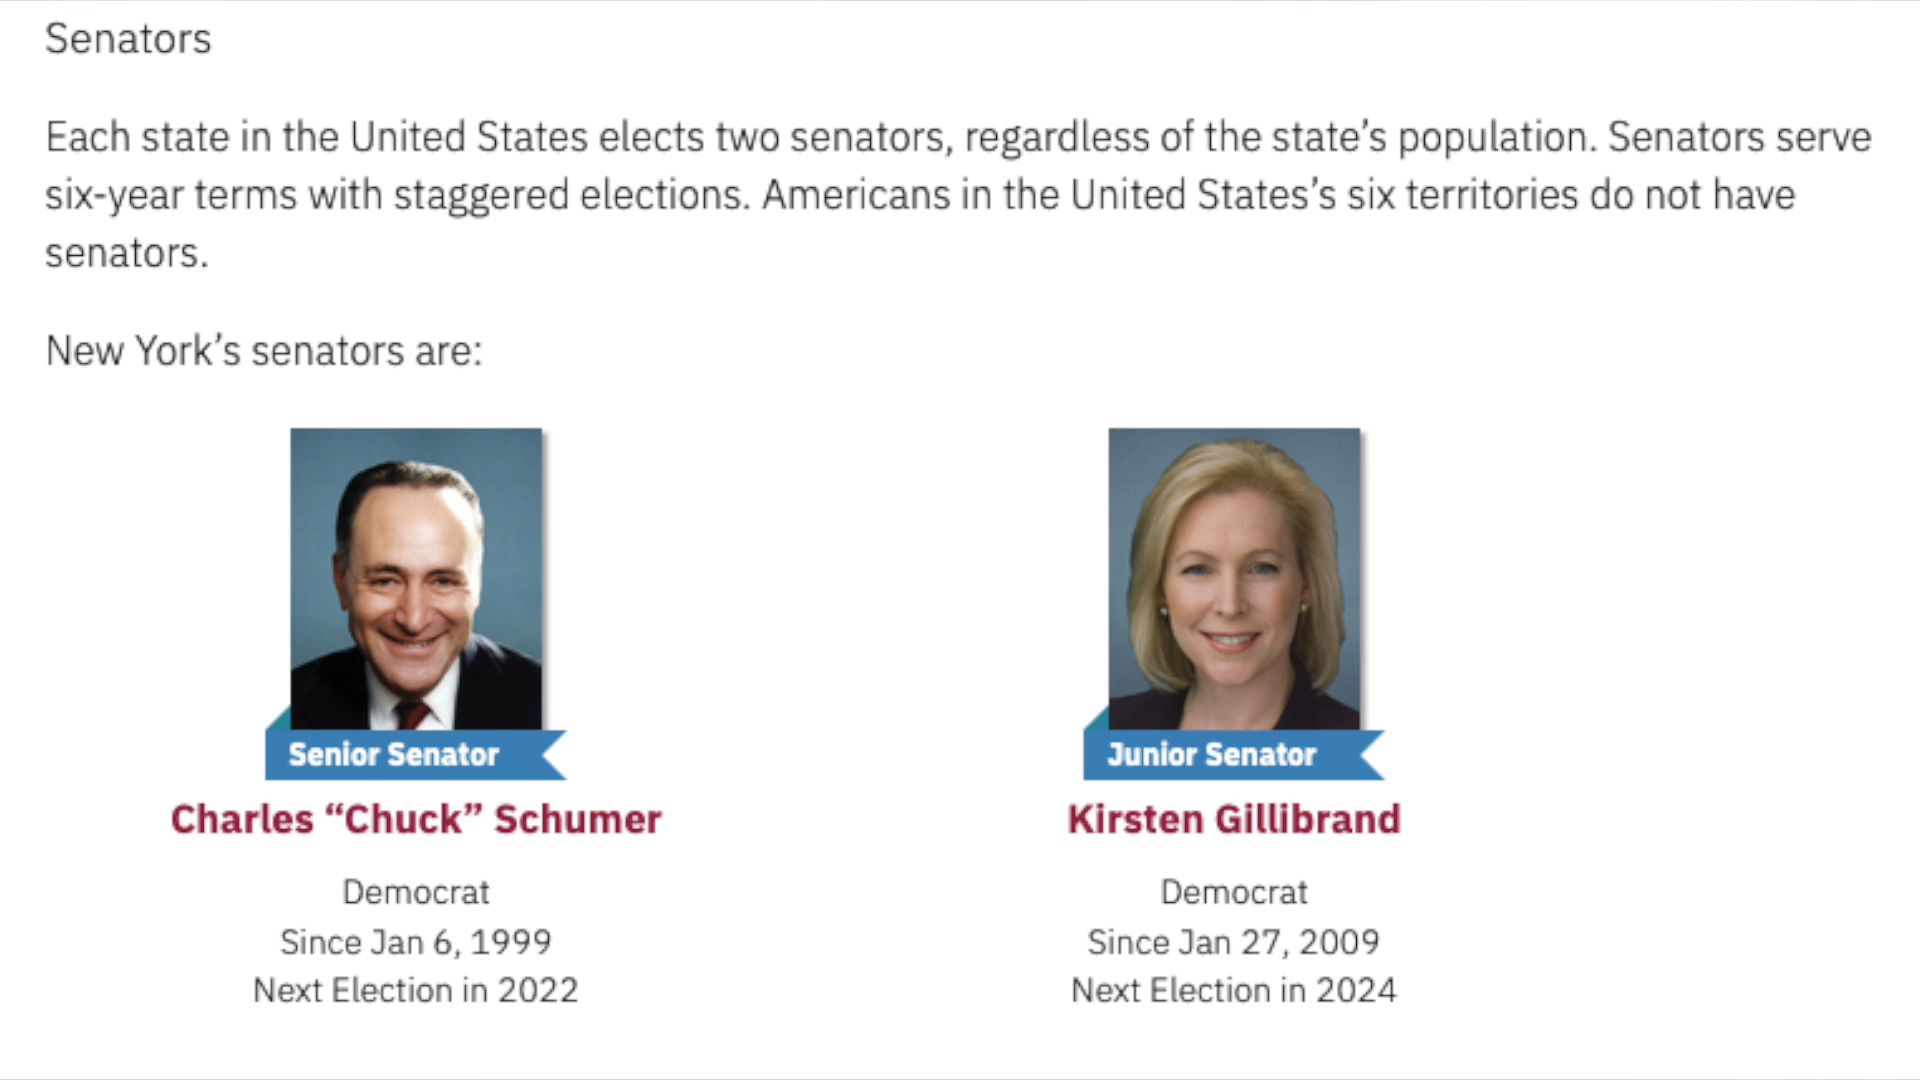 Senators
Each state in the United States elects two senators, regardless of the state’s population. Senators serve
six-year terms with staggered elections. Americans in the United States’s six territories do not have
senators.
New York’s senators are:
Senior Senator
Charles “Chuck” Schumer
Democrat
Since Jan 6, 1999
Next Election in 2022
Junior Senator
Kirsten Gillibrand
Democrat
Since Jan 27, 2009
Next Election in 2024